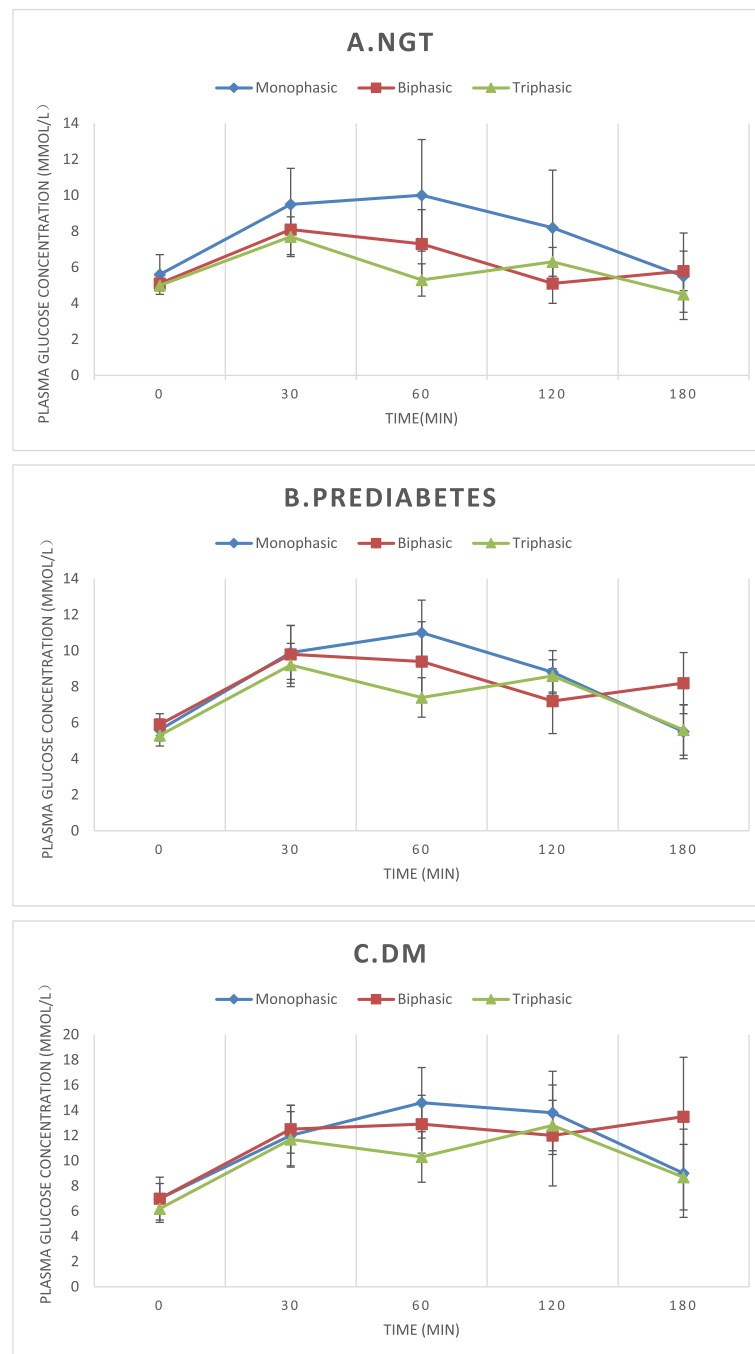 A.NGT
Monophasic Biphasic Triphasic
PLASMA GLUCOSE CONCENTRATION (MMOL/L）
14
12
10
8
6
4
2
0
0 30 60 120 180
TIME(MIN)
B.PREDIABETES
Monophasic Biphasic Triphasic
PLASMA GLUCOSE CONCENTRATION (MMOL/L）
14
12
10
8
6
4
2
0
0 30 60 120 180
TIME (MIN)
C.DM
Monophasic Biphasic Triphasic
PLASMA GLUCOSE CONCENTRATION (MMOL/L）
20
18
16
14
12
10
8
6
4
2
0
0 30 60 120 180
TIME (MIN)